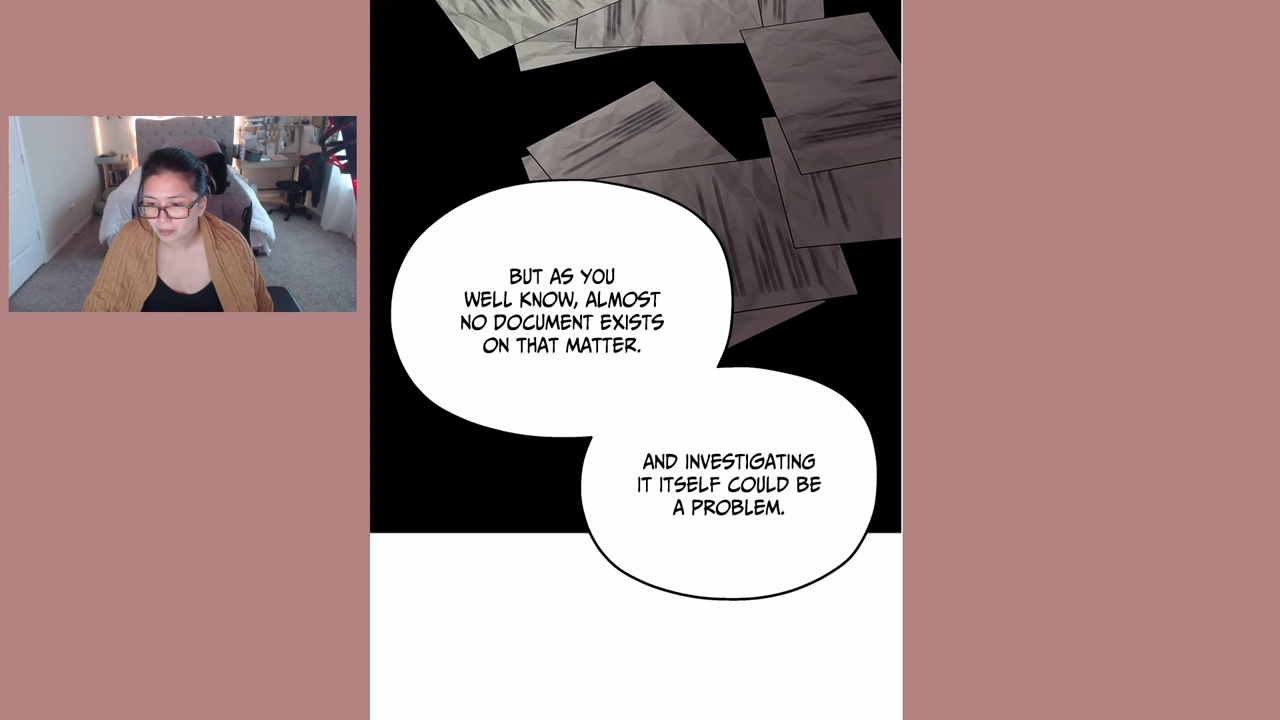 BUT AS YOU
WELL KNOW, ALMOST
NO DOCUMENT EXISTS
ON THAT MATTER.
AND INVESTIGATING
IT ITSELF COULD BE
A PROBLEM.